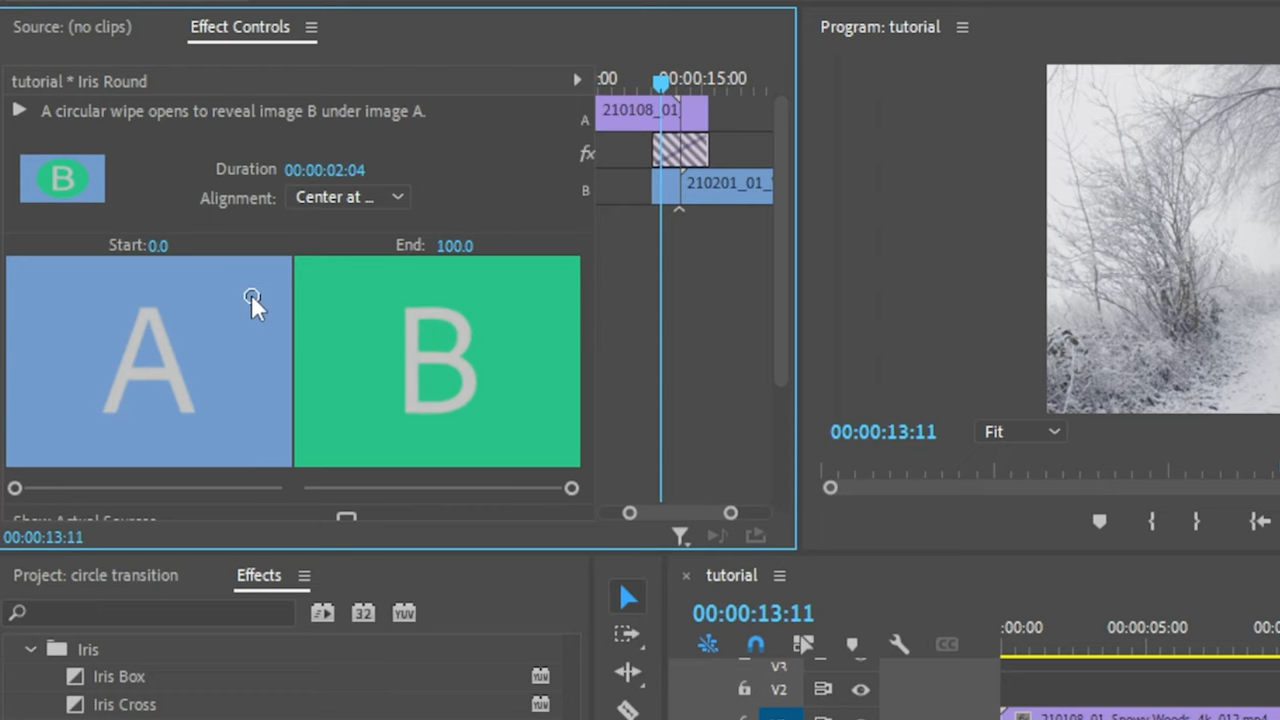 Source: (no clips)
Effect Controls
Program: tutorial
tutorial * Iris Round
:00
00:00:15:00
A circular wipe opens to reveal image B under image A.
A
210108_01
fx
B
Duration 00:00:02:04
B
210201_01_
Alignment: Center at ...
Start: 0.0
End: 100.0
A
B
00:00:13:11
Fit
Show Actual Sources
00:00:13:11
Project: circle transition
Effects
× tutorial
32
YUV
00:00:13:11
:00:00
00:00:05:00
00:0
Iris
CC
V3
Iris Box
YUV
V2
Iris Cross
YUV
210108_01_Snowy Woods_4k_012.mp4